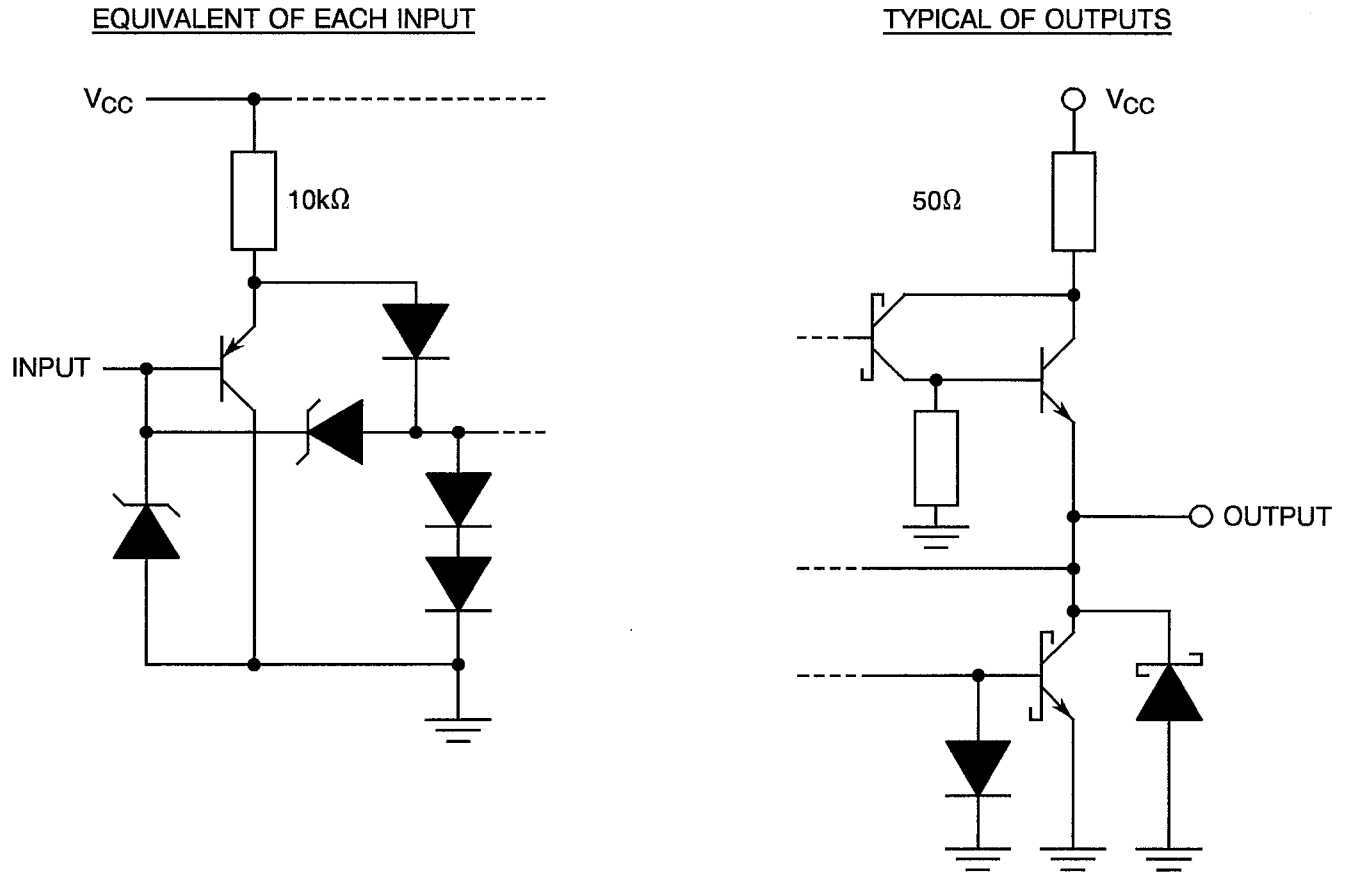 EQUIVALENT OF EACH INPUT
TYPICAL OF OUTPUTS
VCC
VCC
10kΩ
50Ω
INPUT
OUTPUT